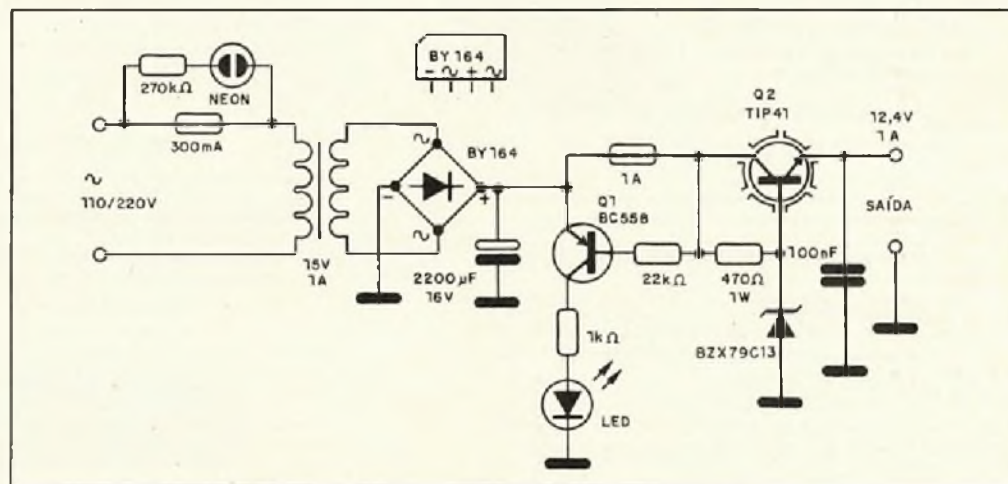 BY 164
− ∿ + ∿
270kΩ
NEON
300mA
∿
110/220V
15V
1A
BY164
−
∿
∿
+
2200µF
16V
1A
Q1
BC558
22kΩ
470Ω
1W
1kΩ
LED
Q2
TIP41
12,4V
1A
SAÍDA
100nF
BZX79C13